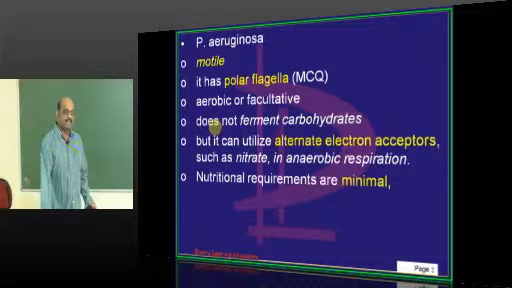 • P. aeruginosa
o motile
o it has polar flagella (MCQ)
o aerobic or facultative
o does not ferment carbohydrates
o but it can utilize alternate electron acceptors,
such as nitrate, in anaerobic respiration.
o Nutritional requirements are minimal,
Page